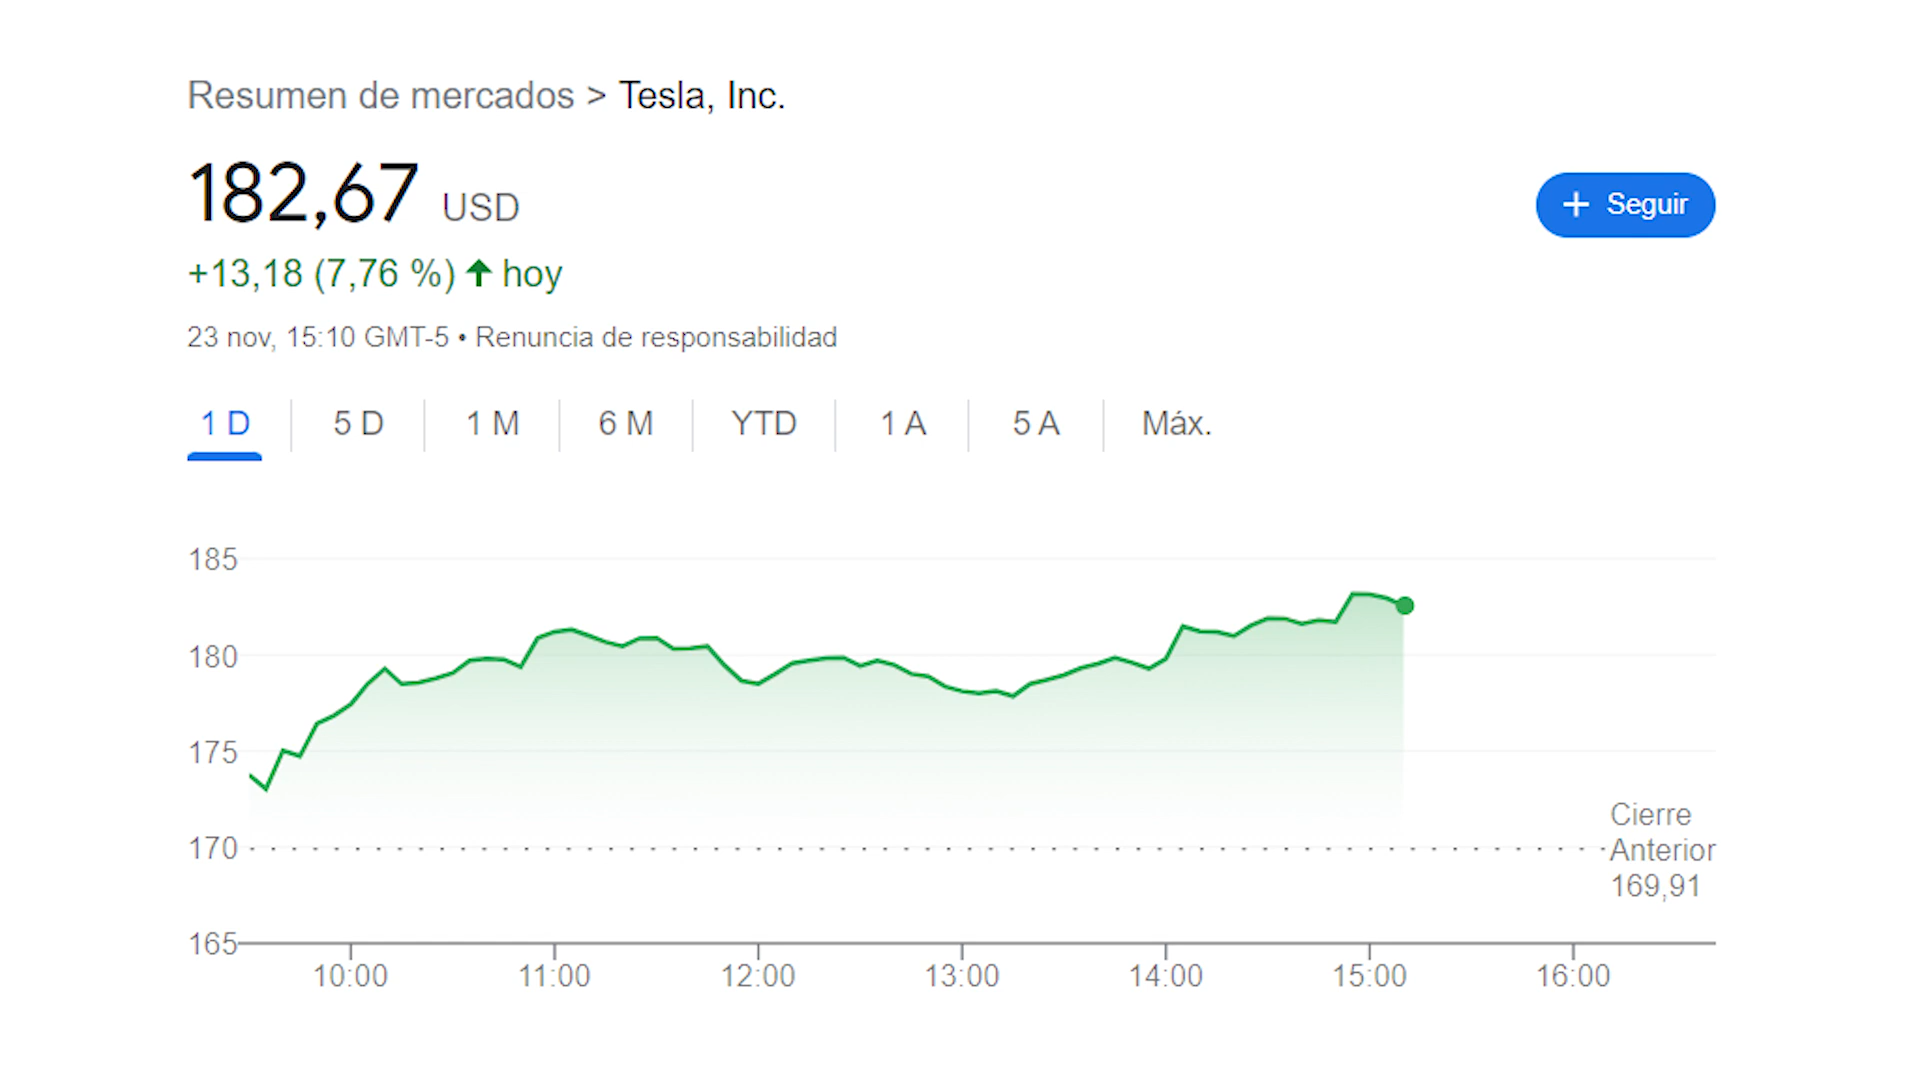 Resumen de mercados > Tesla, Inc.
182,67 USD
+ Seguir
+13,18 (7,76 %) ↑ hoy
23 nov, 15:10 GMT-5 • Renuncia de responsabilidad
1 D 5 D 1 M 6 M YTD 1 A 5 A Máx.
185
180
175
170
165
Cierre
Anterior
169,91
10:00 11:00 12:00 13:00 14:00 15:00 16:00